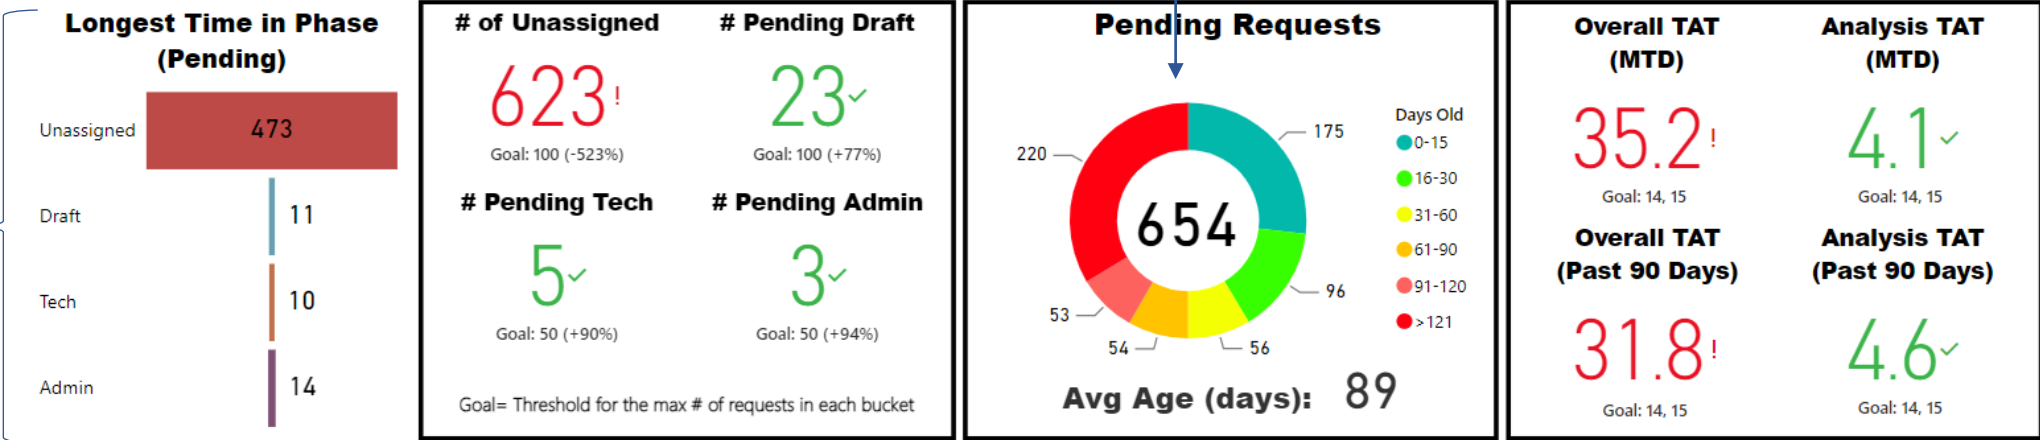 Longest Time in Phase
(Pending)
Unassigned
473
Draft
11
Tech
10
Admin
14
# of Unassigned
623!
Goal: 100 (-523%)
# Pending Draft
23✓
Goal: 100 (+77%)
# Pending Tech
5✓
Goal: 50 (+90%)
# Pending Admin
3✓
Goal: 50 (+94%)
Goal= Threshold for the max # of requests in each bucket
Pending Requests
175
96
56
54
53
220
654
Days Old
0-15
16-30
31-60
61-90
91-120
>121
Avg Age (days): 89
Overall TAT
(MTD)
35.2!
Goal: 14, 15
Analysis TAT
(MTD)
4.1✓
Goal: 14, 15
Overall TAT
(Past 90 Days)
31.8!
Goal: 14, 15
Analysis TAT
(Past 90 Days)
4.6✓
Goal: 14, 15